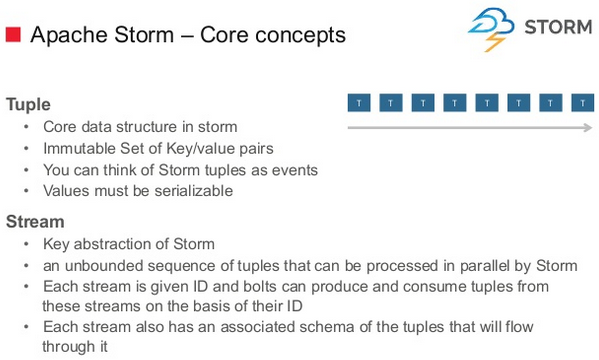 Apache Storm – Core concepts
STORM
Tuple
T T T T T T T T
• Core data structure in storm
• Immutable Set of Key/value pairs
• You can think of Storm tuples as events
• Values must be serializable
Stream
• Key abstraction of Storm
• an unbounded sequence of tuples that can be processed in parallel by Storm
• Each stream is given ID and bolts can produce and consume tuples from
these streams on the basis of their ID
• Each stream also has an associated schema of the tuples that will flow
through it